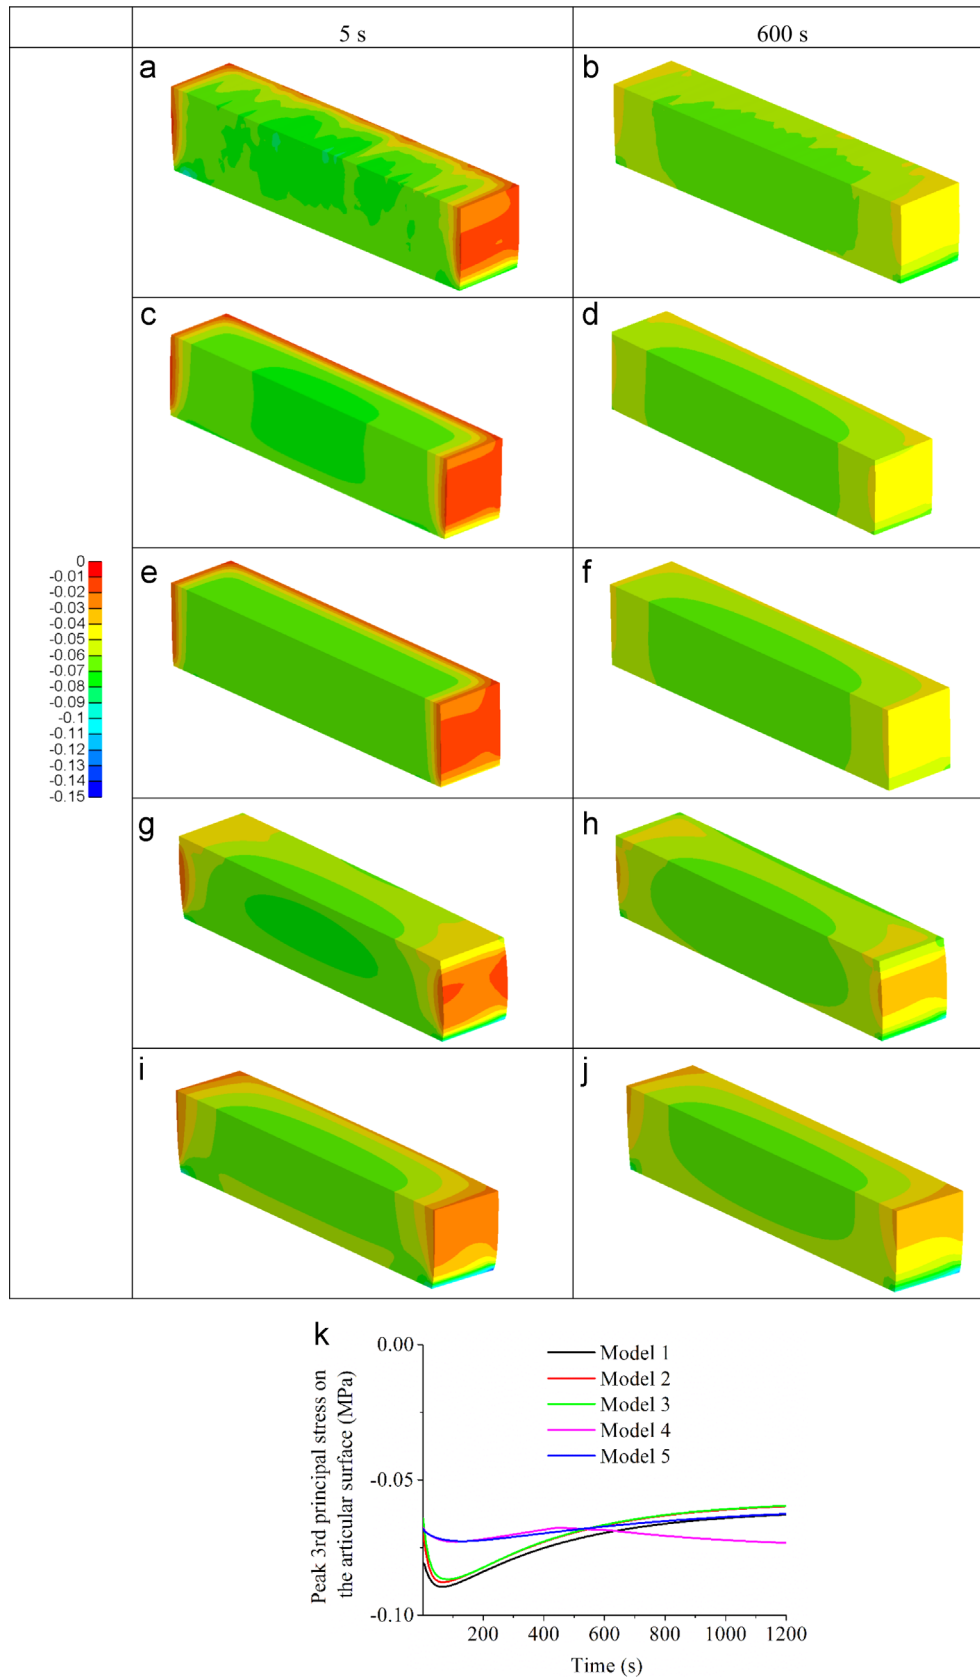 5 s
600 s
a
b
c
d
e
f
0
-0.01
-0.02
-0.03
-0.04
-0.05
-0.06
-0.07
-0.08
-0.09
-0.1
-0.11
-0.12
-0.13
-0.14
-0.15
g
h
i
j
k
Peak 3rd principal stress on
the articular surface (MPa)
0.00
-0.05
-0.10
Model 1
Model 2
Model 3
Model 4
Model 5
200 400 600 800 1000 1200
Time (s)